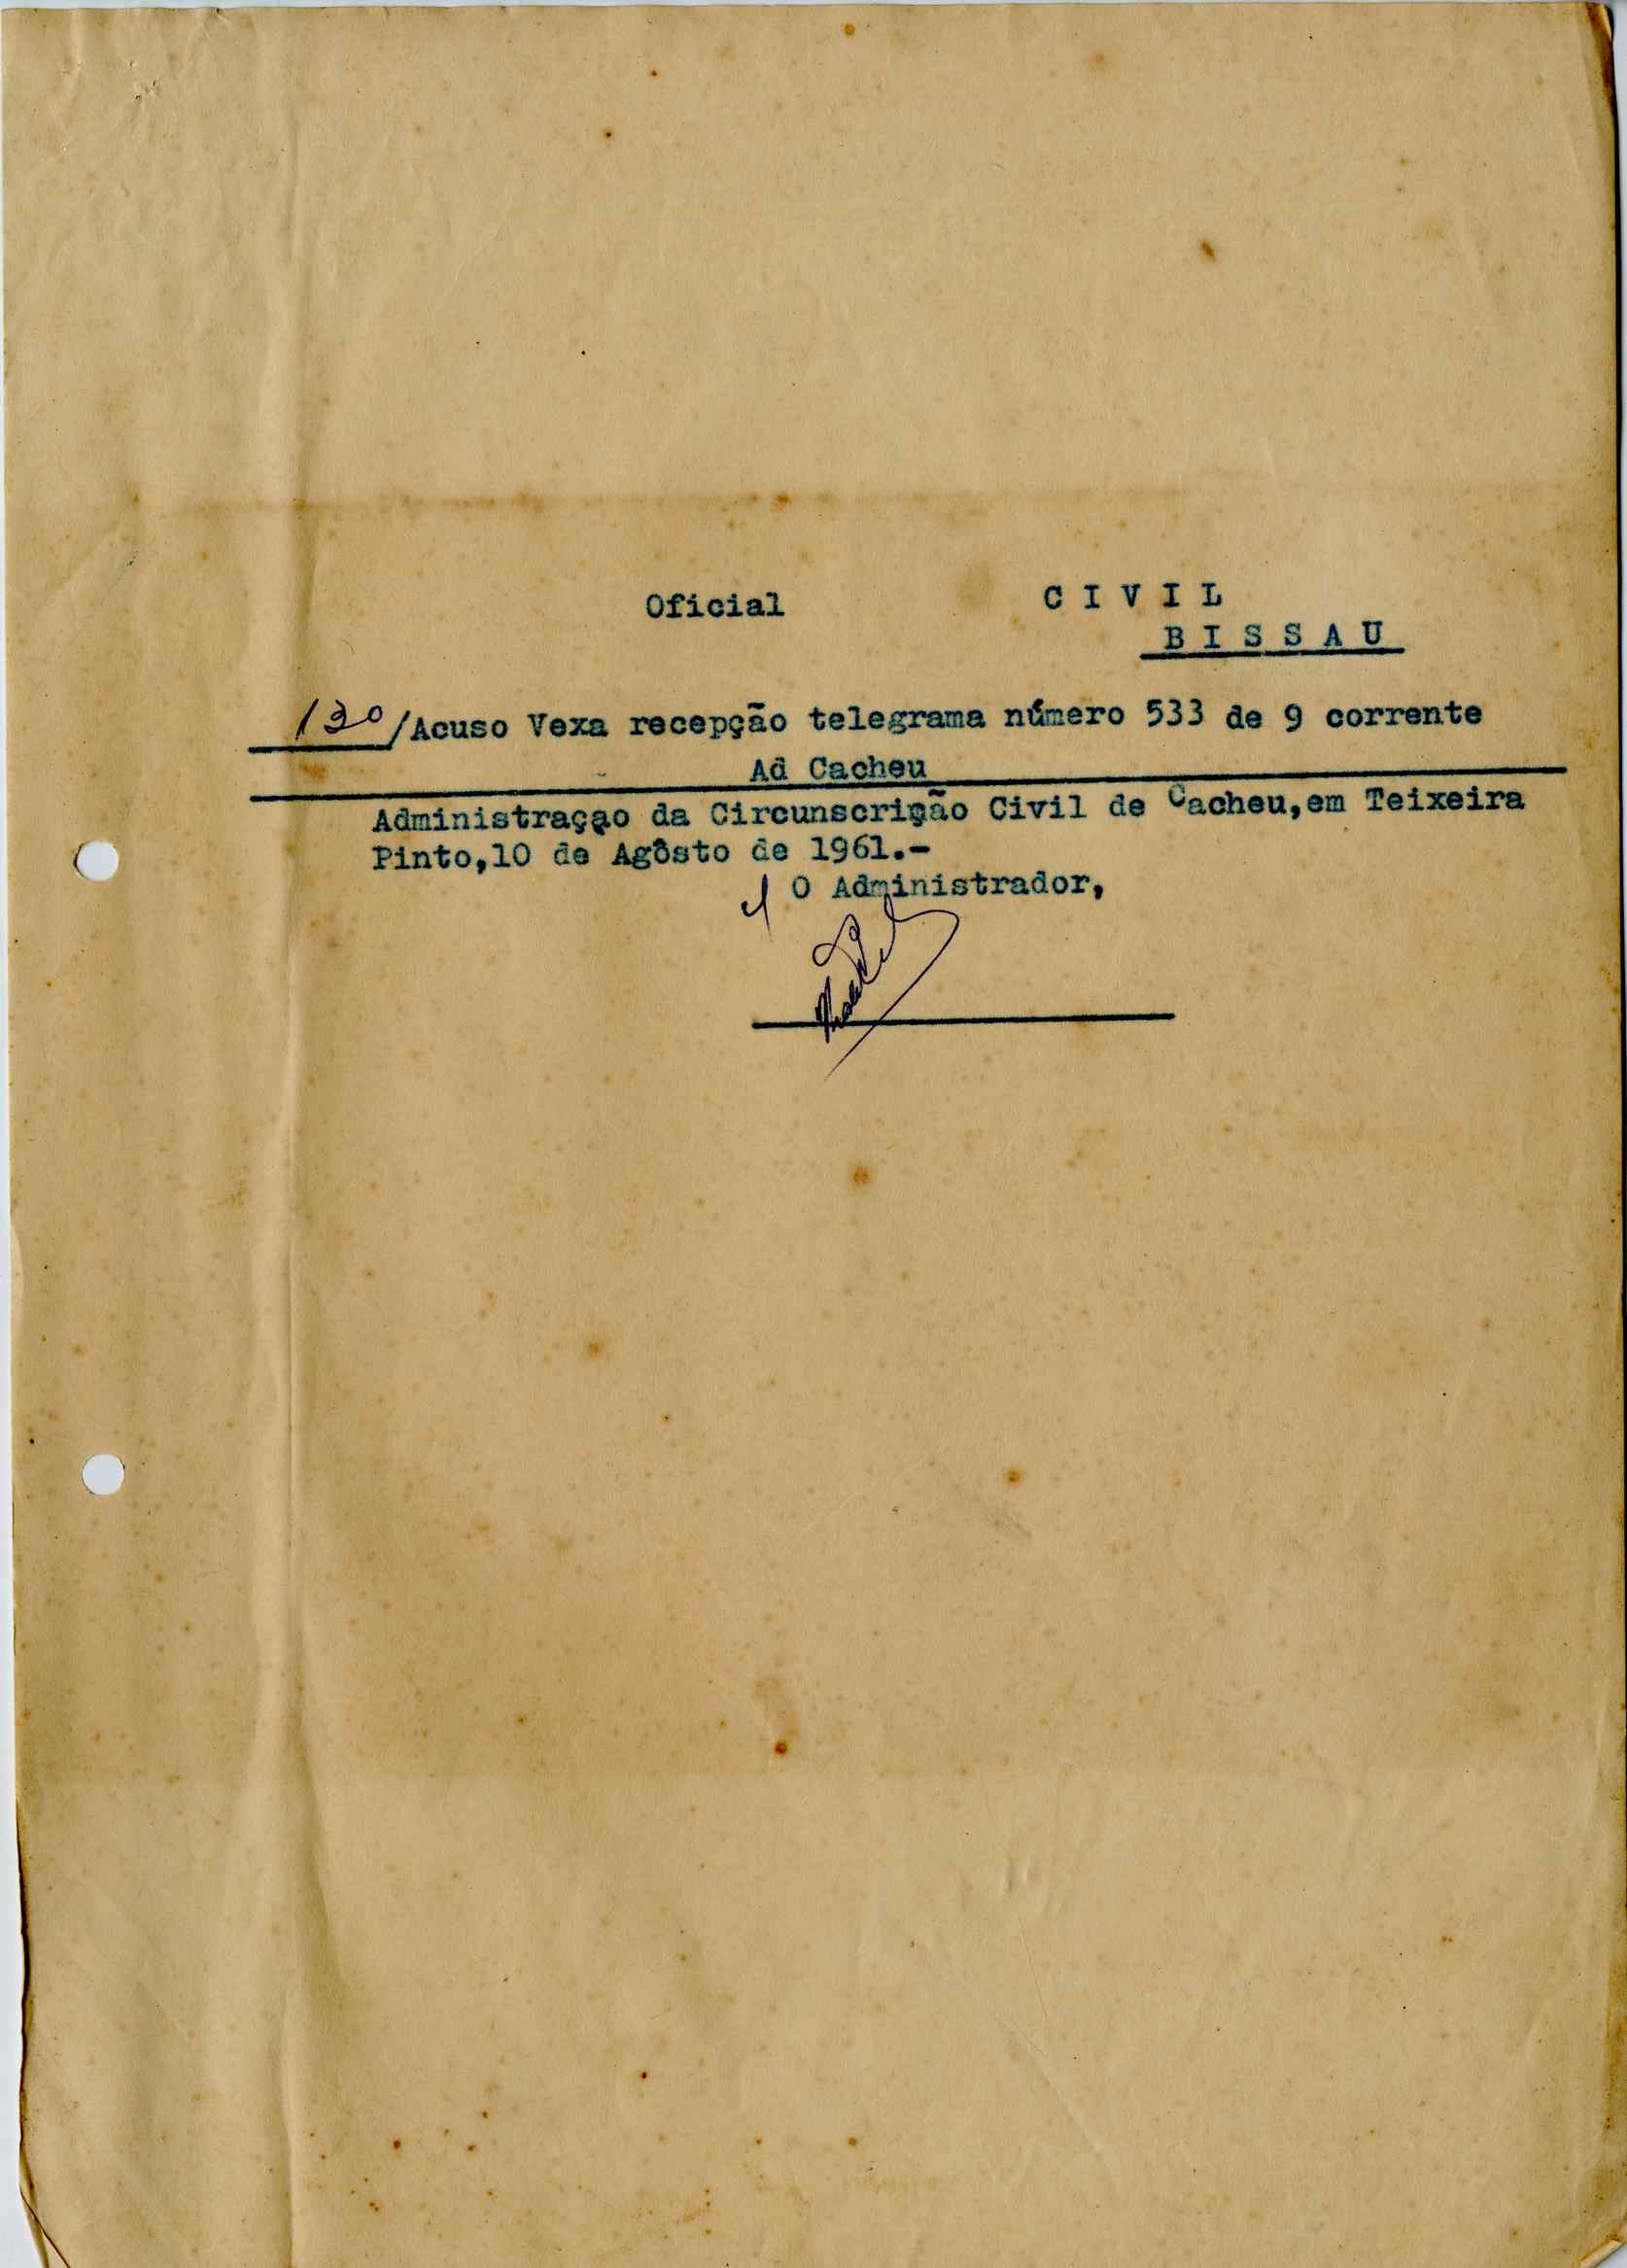 Oficial C I V I L
B I S S A U
130/Acuso Vexa recepção telegrama número 533 de 9 corrente
Ad Cacheu
Administraçao da Circunscrição Civil de Cacheu,em Teixeira
Pinto,10 de Agôsto de 1961.-
O Administrador,